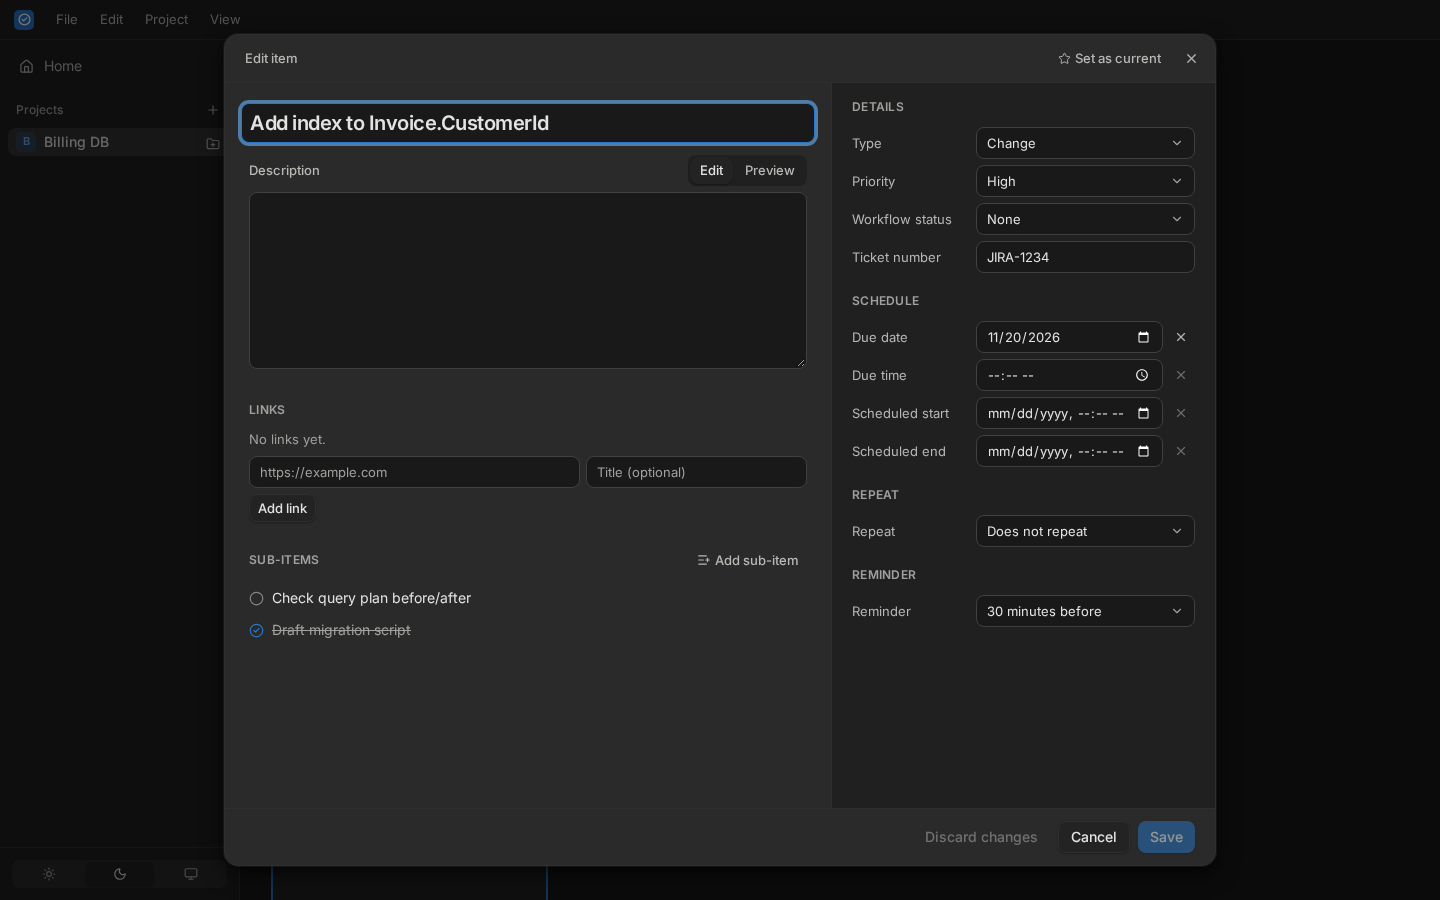 File Edit Project View
Home
Projects
B Billing DB
Edit item
Set as current
Add index to Invoice.CustomerId
Description
Edit Preview
LINKS
No links yet.
https://example.com
Title (optional)
Add link
SUB-ITEMS
Add sub-item
Check query plan before/after
Draft migration script
DETAILS
Type Change
Priority High
Workflow status None
Ticket number JIRA-1234
SCHEDULE
Due date 11/20/2026
Due time --:-- --
Scheduled start mm/dd/yyyy, --:-- --
Scheduled end mm/dd/yyyy, --:-- --
REPEAT
Repeat Does not repeat
REMINDER
Reminder 30 minutes before
Discard changes Cancel Save